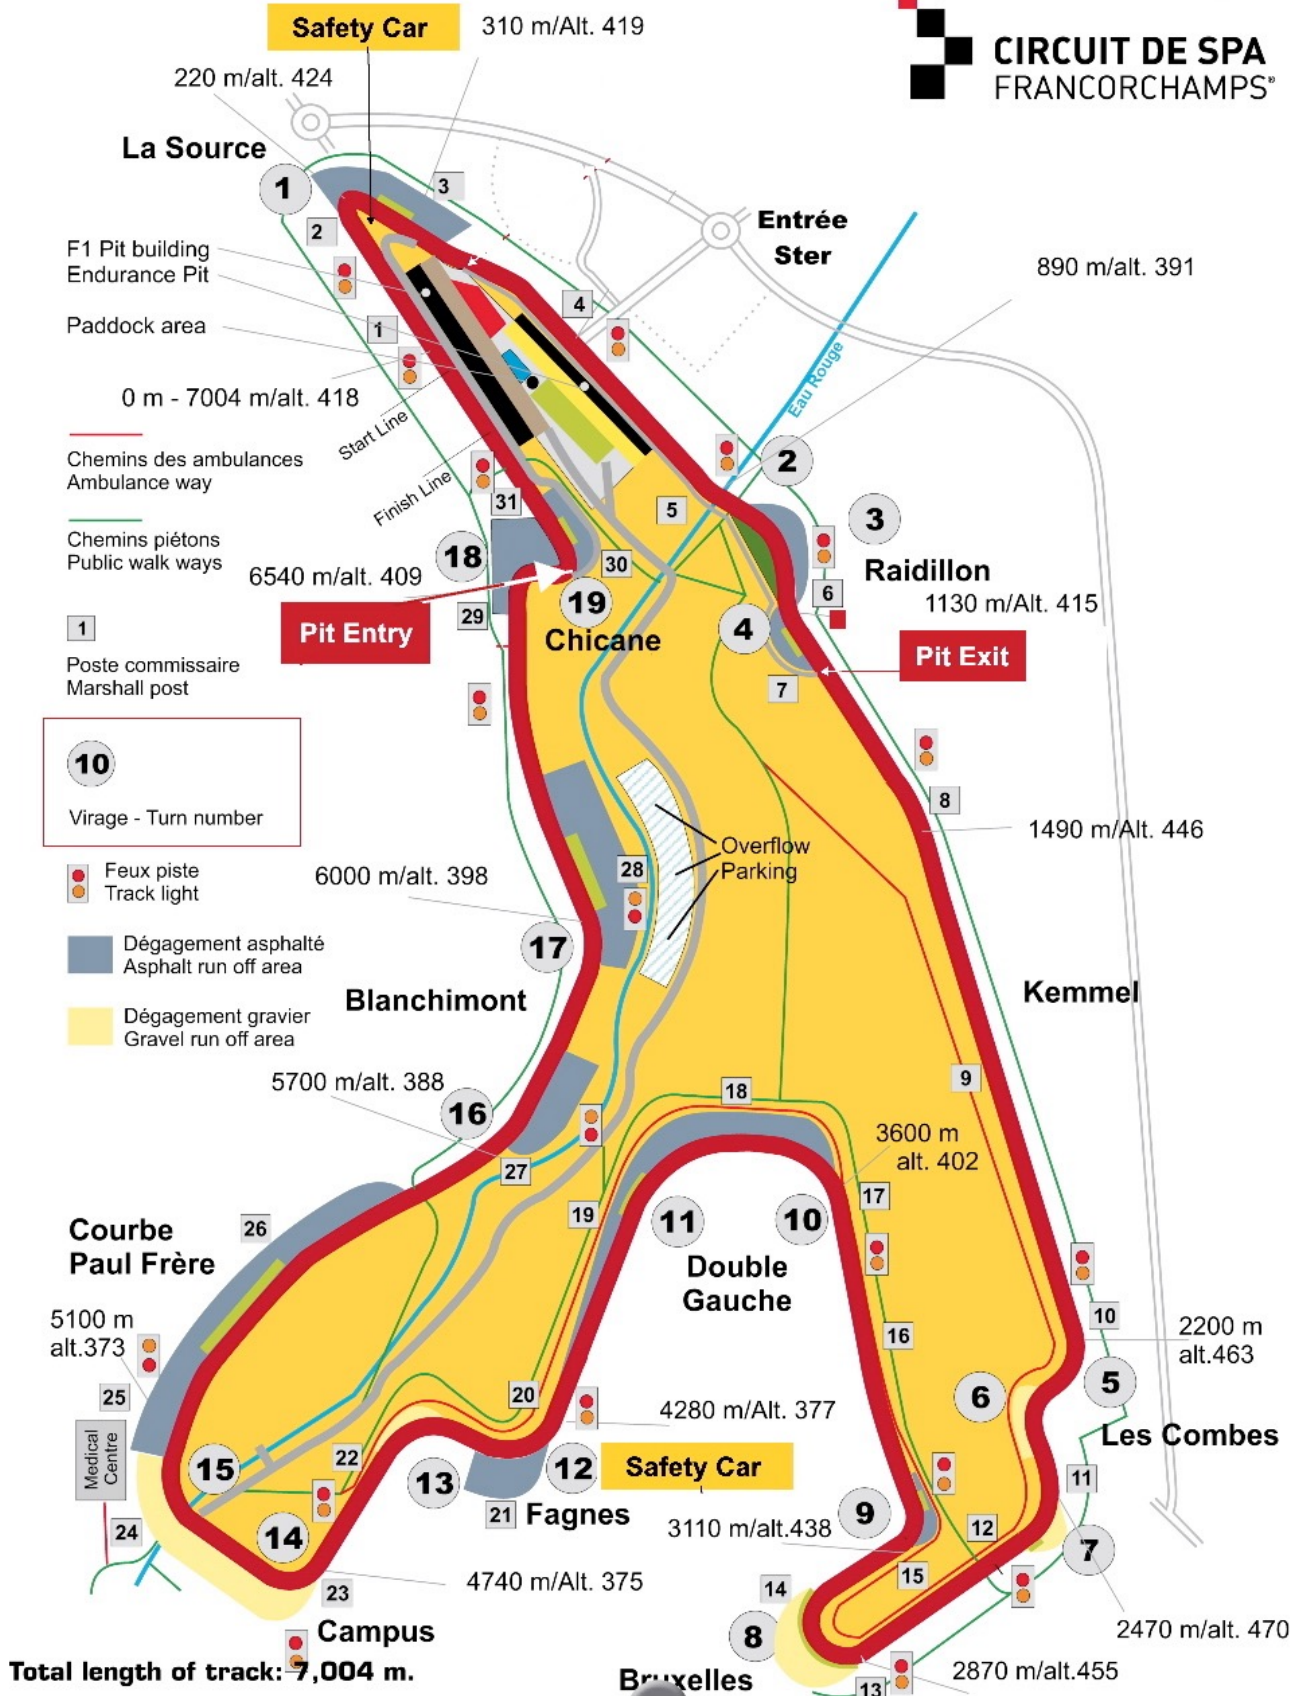 Safety Car
310 m/Alt. 419
CIRCUIT DE SPA
FRANCORCHAMPS®
220 m/alt. 424
La Source
1
3
2
F1 Pit building
Endurance Pit
Entrée
Ster
890 m/alt. 391
4
1
Paddock area
Eau Rouge
0 m - 7004 m/alt. 418
Start Line
Chemins des ambulances
Ambulance way
Finish Line
2
31
5
3
Chemins piétons
Public walk ways
18
30
Raidillon
6540 m/alt. 409
6
19
1130 m/Alt. 415
29
1
Pit Entry
Chicane
4
Pit Exit
Poste commissaire
Marshall post
7
10
Virage - Turn number
8
1490 m/Alt. 446
Overflow
Parking
Feux piste
Track light
28
6000 m/alt. 398
17
Dégagement asphalté
Asphalt run off area
Blanchimont
Kemmel
Dégagement gravier
Gravel run off area
5700 m/alt. 388
9
18
16
3600 m
alt. 402
27
17
Courbe
Paul Frère
26
19
11
10
Double
Gauche
5100 m
alt.373
10
2200 m
alt.463
16
5
25
20
6
4280 m/Alt. 377
Les Combes
Medical
Centre
22
15
13
12
Safety Car
11
21
Fagnes
9
24
14
3110 m/alt.438
12
7
4740 m/Alt. 375
15
14
23
Campus
8
2470 m/alt. 470
Total length of track: 7,004 m.
Bruxelles
2870 m/alt.455
13